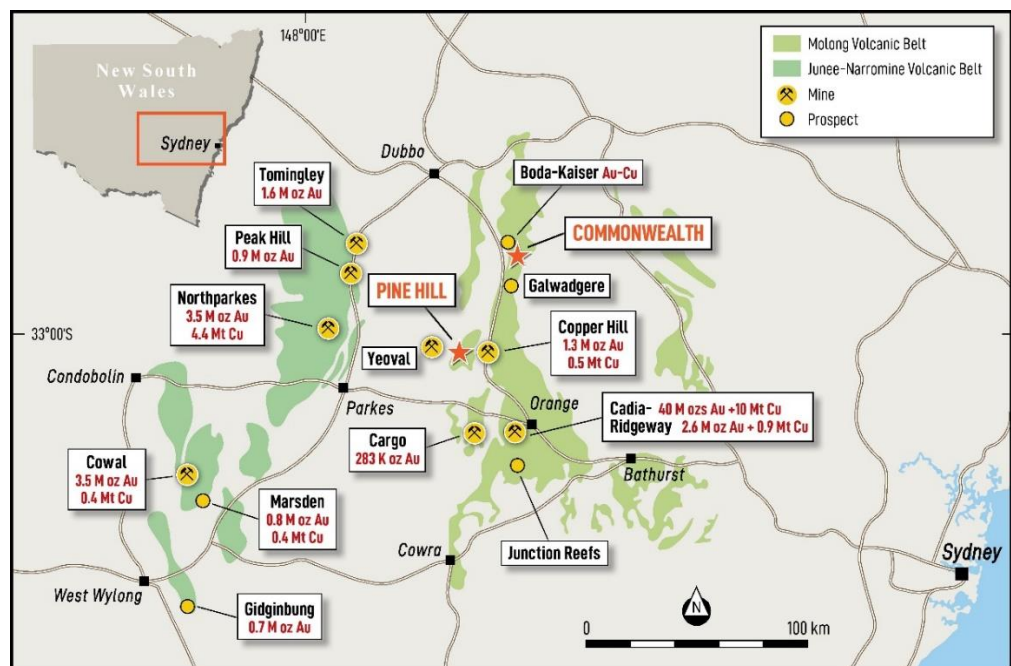 148°00'E
New South
Wales
Sydney
Molong Volcanic Belt
Junee-Narromine Volcanic Belt
Mine
Prospect
Dubbo
Tomingley
1.6 M oz Au
Boda-Kaiser Au-Cu
Peak Hill
0.9 M oz Au
COMMONWEALTH
PINE HILL
Galwadgere
Northparkes
3.5 M oz Au
4.4 Mt Cu
33°00'S
Copper Hill
1.3 M oz Au
0.5 Mt Cu
Yeoval
Condobolin
Parkes
Orange
Cadia- 40 M ozs Au +10 Mt Cu
Ridgeway 2.6 M oz Au + 0.9 Mt Cu
Cargo
283 K oz Au
Bathurst
Cowal
3.5 M oz Au
0.4 Mt Cu
Marsden
0.8 M oz Au
0.4 Mt Cu
Junction Reefs
Cowra
Sydney
West Wylong
Gidginbung
0.7 M oz Au
N
0 100 km